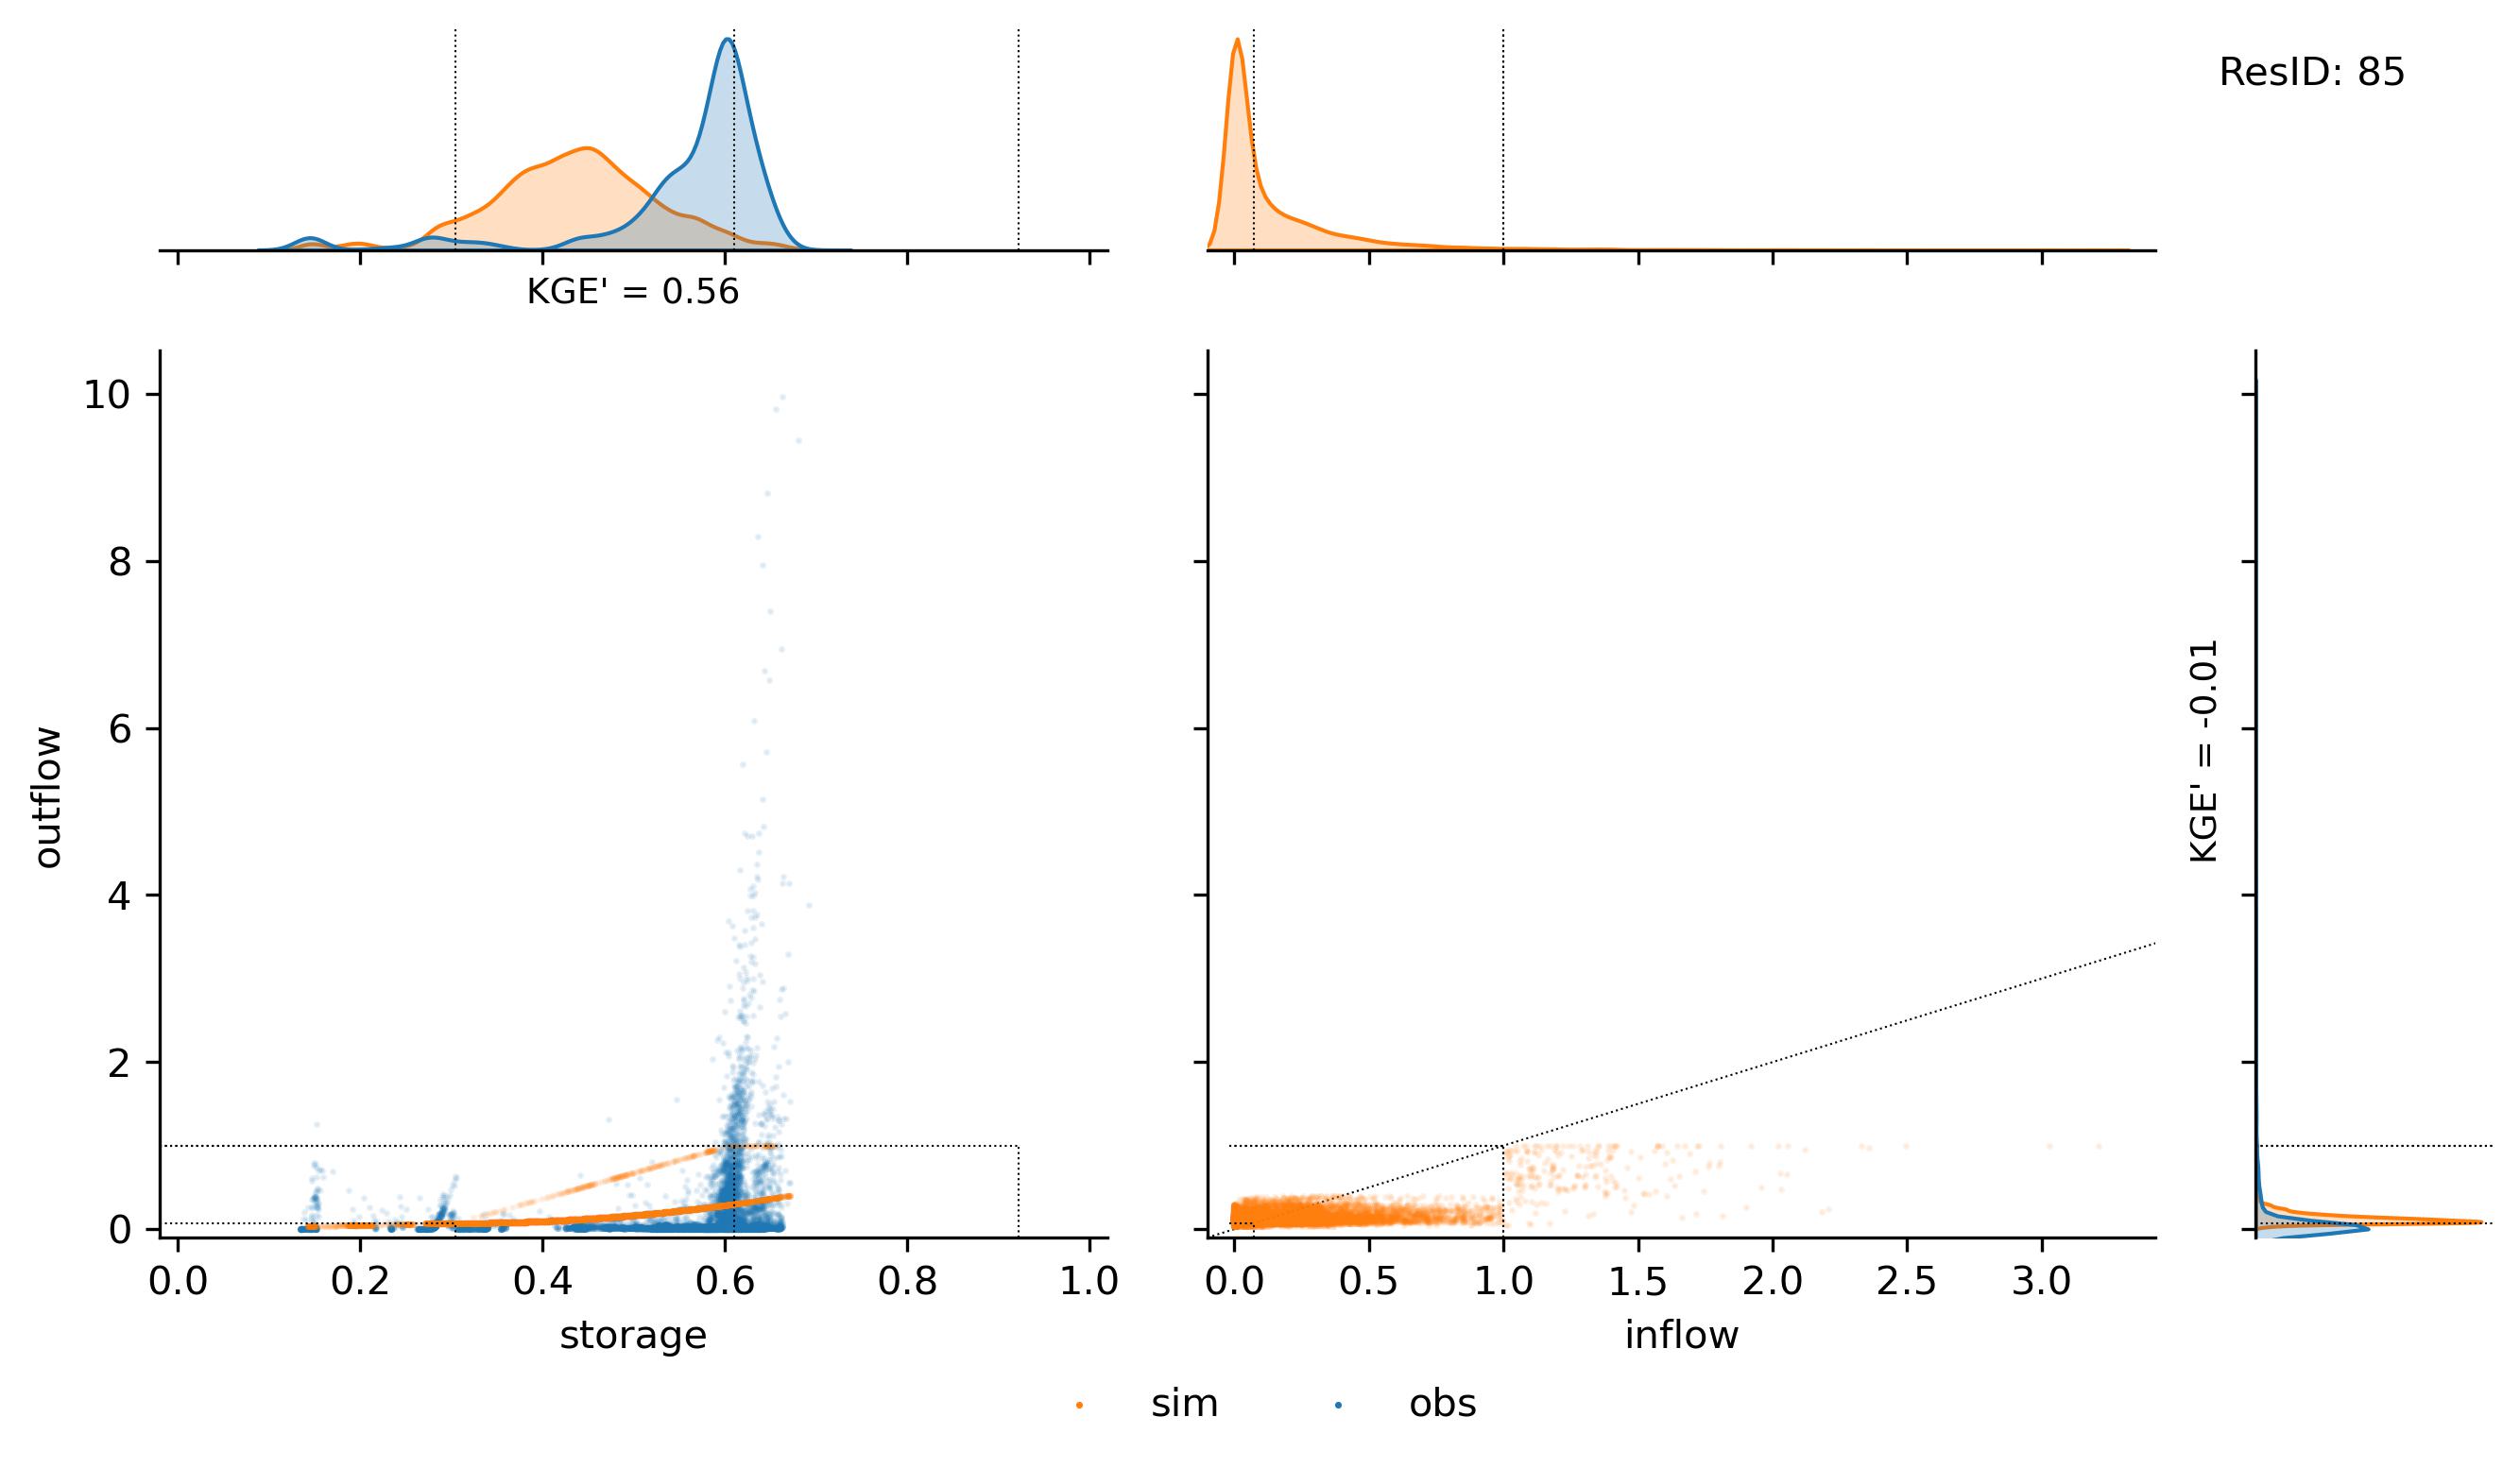 ResID: 85
KGE' = 0.56
10
8
6
4
2
0
outflow
KGE' = -0.01
0.0 0.2 0.4 0.6 0.8 1.0
0.0 0.5 1.0 1.5 2.0 2.5 3.0
storage
inflow
sim obs